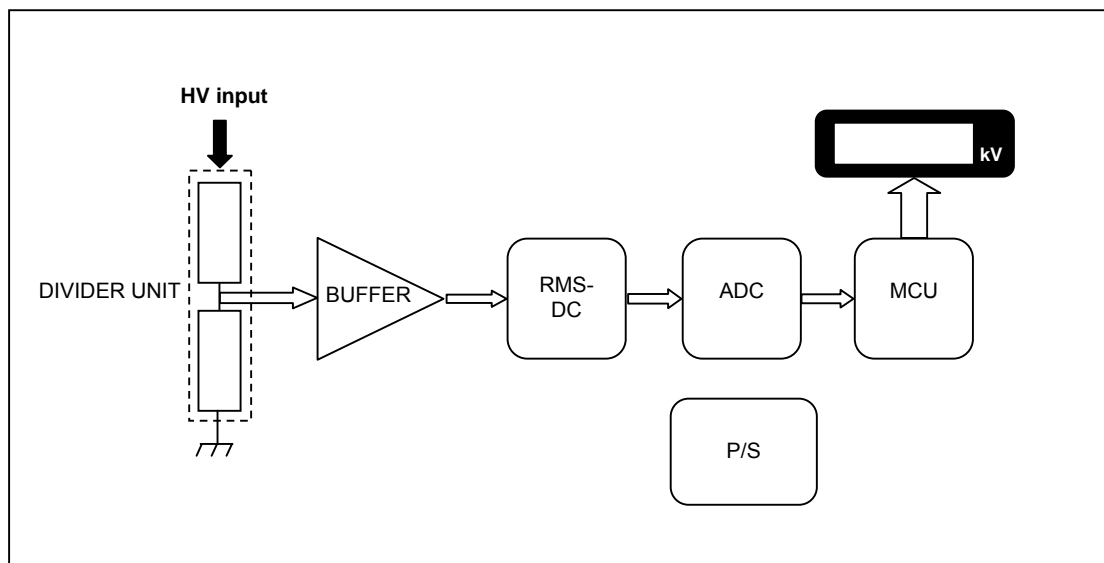 HV input
kV
DIVIDER UNIT
BUFFER
RMS-
DC
ADC
MCU
P/S